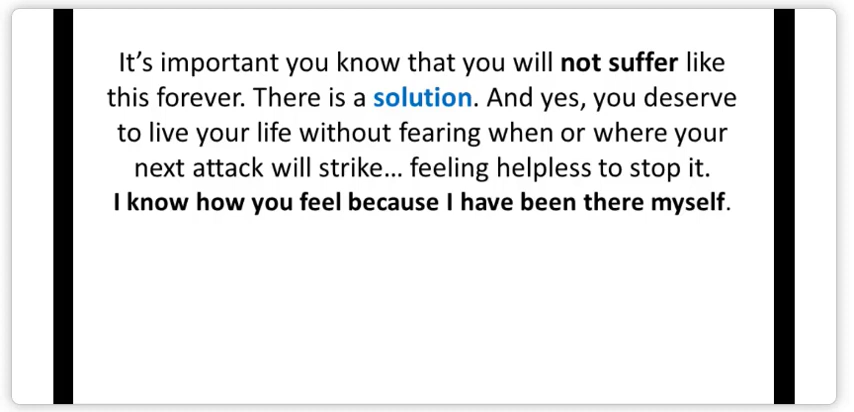 It’s important you know that you will not suffer like
this forever. There is a solution. And yes, you deserve
to live your life without fearing when or where your
next attack will strike... feeling helpless to stop it.
I know how you feel because I have been there myself.